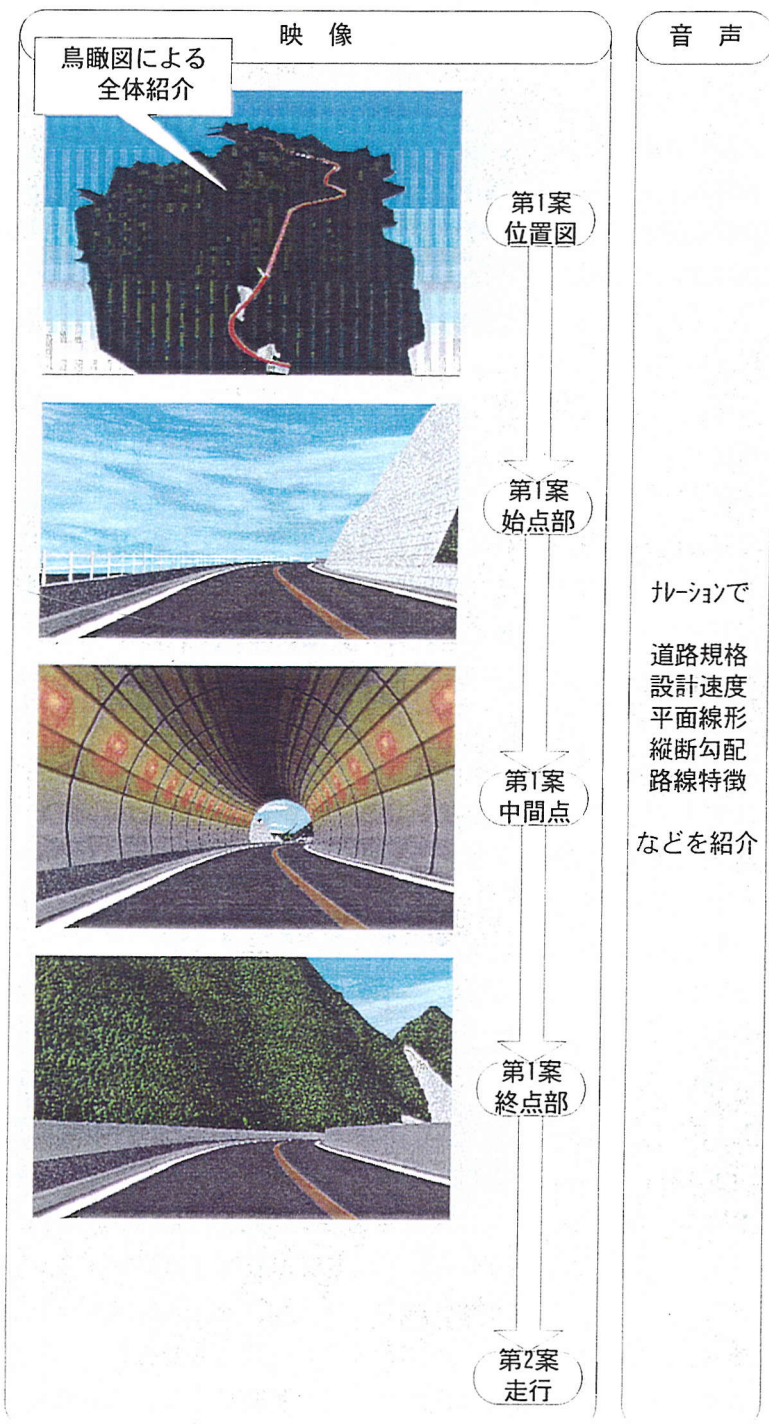 映 像
音 声
鳥瞰図による
全体紹介
第1案
位置図
第1案
始点部
第1案
中間点
第1案
終点部
第2案
走行
ﾅﾚｰｼｮﾝで
道路規格
設計速度
平面線形
縦断勾配
路線特徴
などを紹介